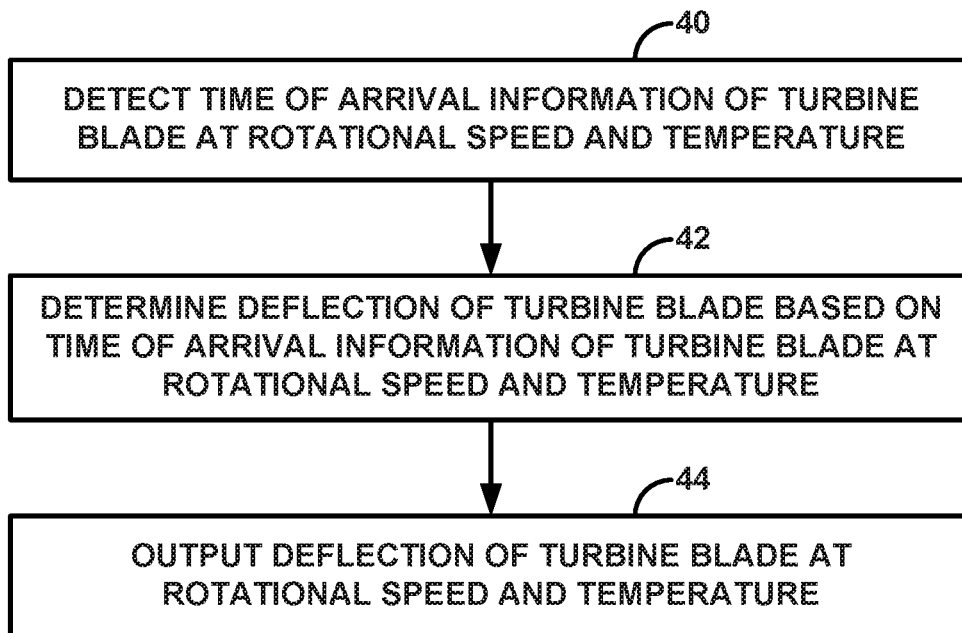 40
DETECT TIME OF ARRIVAL INFORMATION OF TURBINE
BLADE AT ROTATIONAL SPEED AND TEMPERATURE
42
DETERMINE DEFLECTION OF TURBINE BLADE BASED ON
TIME OF ARRIVAL INFORMATION OF TURBINE BLADE AT
ROTATIONAL SPEED AND TEMPERATURE
44
OUTPUT DEFLECTION OF TURBINE BLADE AT
ROTATIONAL SPEED AND TEMPERATURE